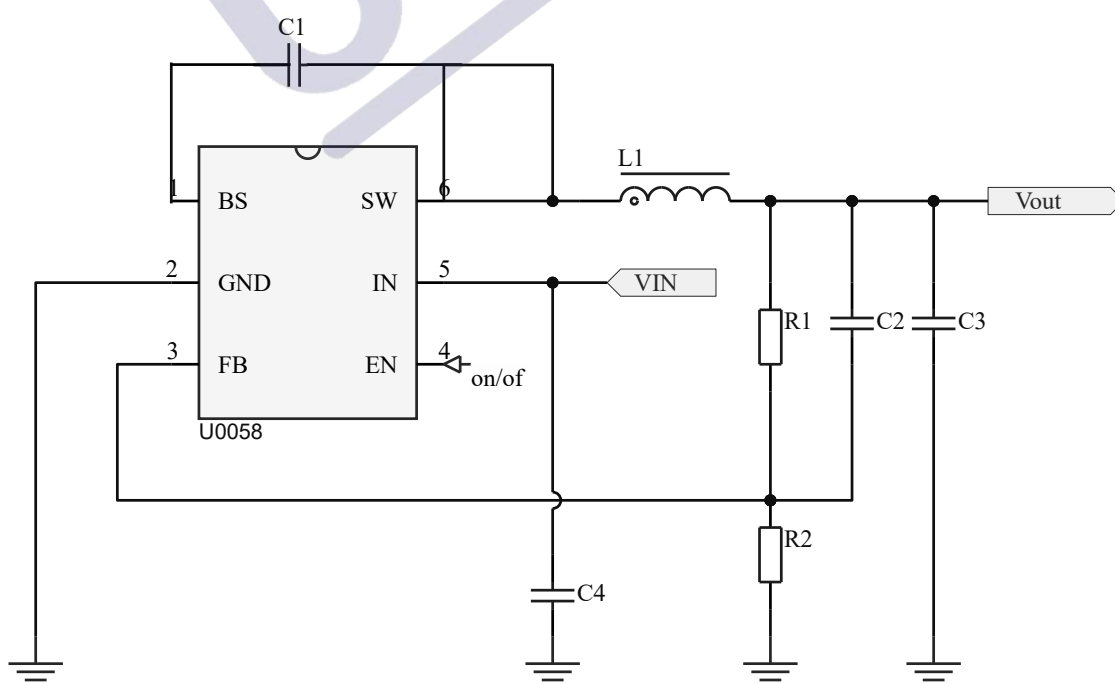 C1
L1
1
BS
SW
6
Vout
2
GND
IN
5
VIN
R1
C2
C3
3
FB
EN
4
on/of
U0058
R2
C4